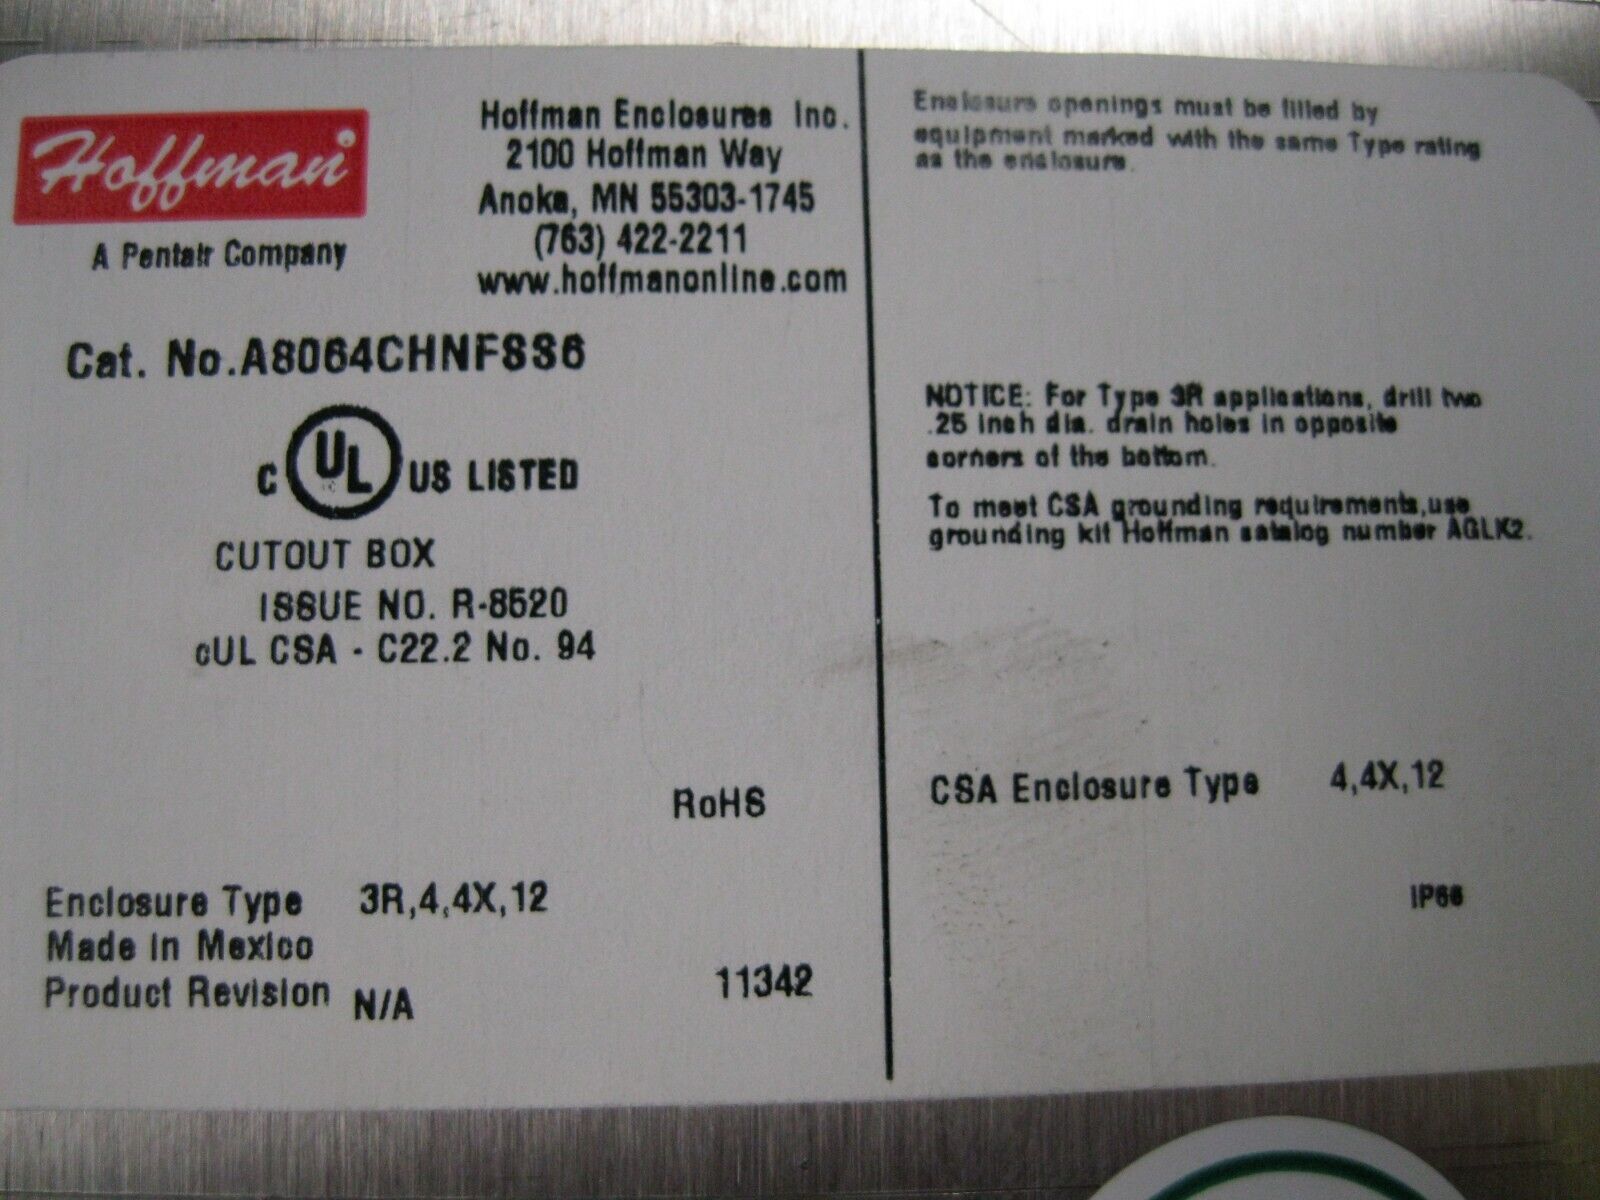 Hoffman®
A Pentair Company
Hoffman Enclosures Inc.
2100 Hoffman Way
Anoka, MN 55303-1745
(763) 422-2211
www.hoffmanonline.com
Cat. No.A8064CHNFSS6
c UL US LISTED
CUTOUT BOX
ISSUE NO. R-8520
cUL CSA - C22.2 No. 94
RoHS
Enclosure Type 3R,4,4X,12
Made in Mexico
Product Revision N/A
11342
Enclosure openings must be filled by
equipment marked with the same Type rating
as the enclosure.
NOTICE: For Type 3R applications, drill two
.25 inch dia. drain holes in opposite
corners of the bottom.
To meet CSA grounding requirements,use
grounding kit Hoffman catalog number AGLK2.
CSA Enclosure Type 4,4X,12
IP66